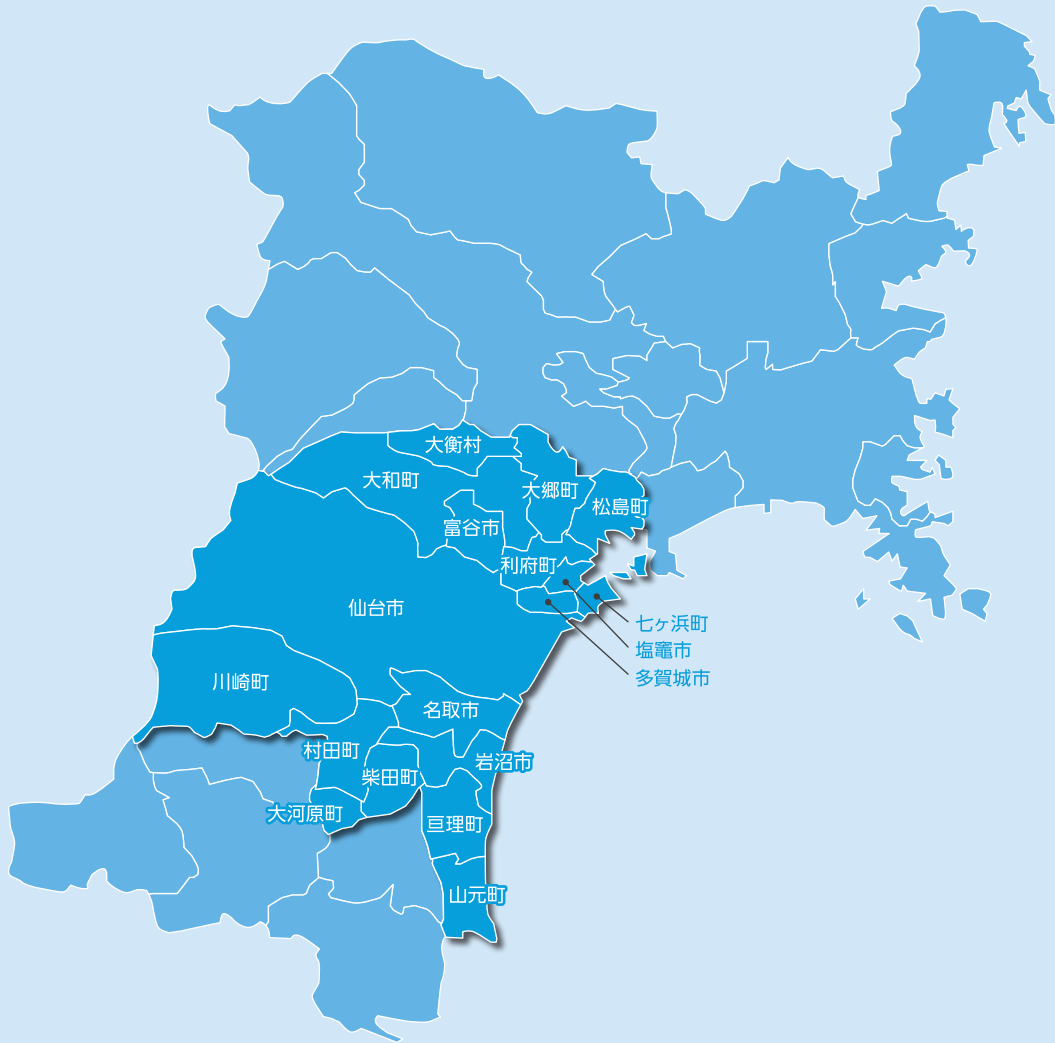 大衡村
大和町
大郷町
松島町
富谷市
利府町
仙台市
七ヶ浜町
塩竈市
多賀城市
川崎町
名取市
村田町
岩沼市
柴田町
大河原町
亘理町
山元町